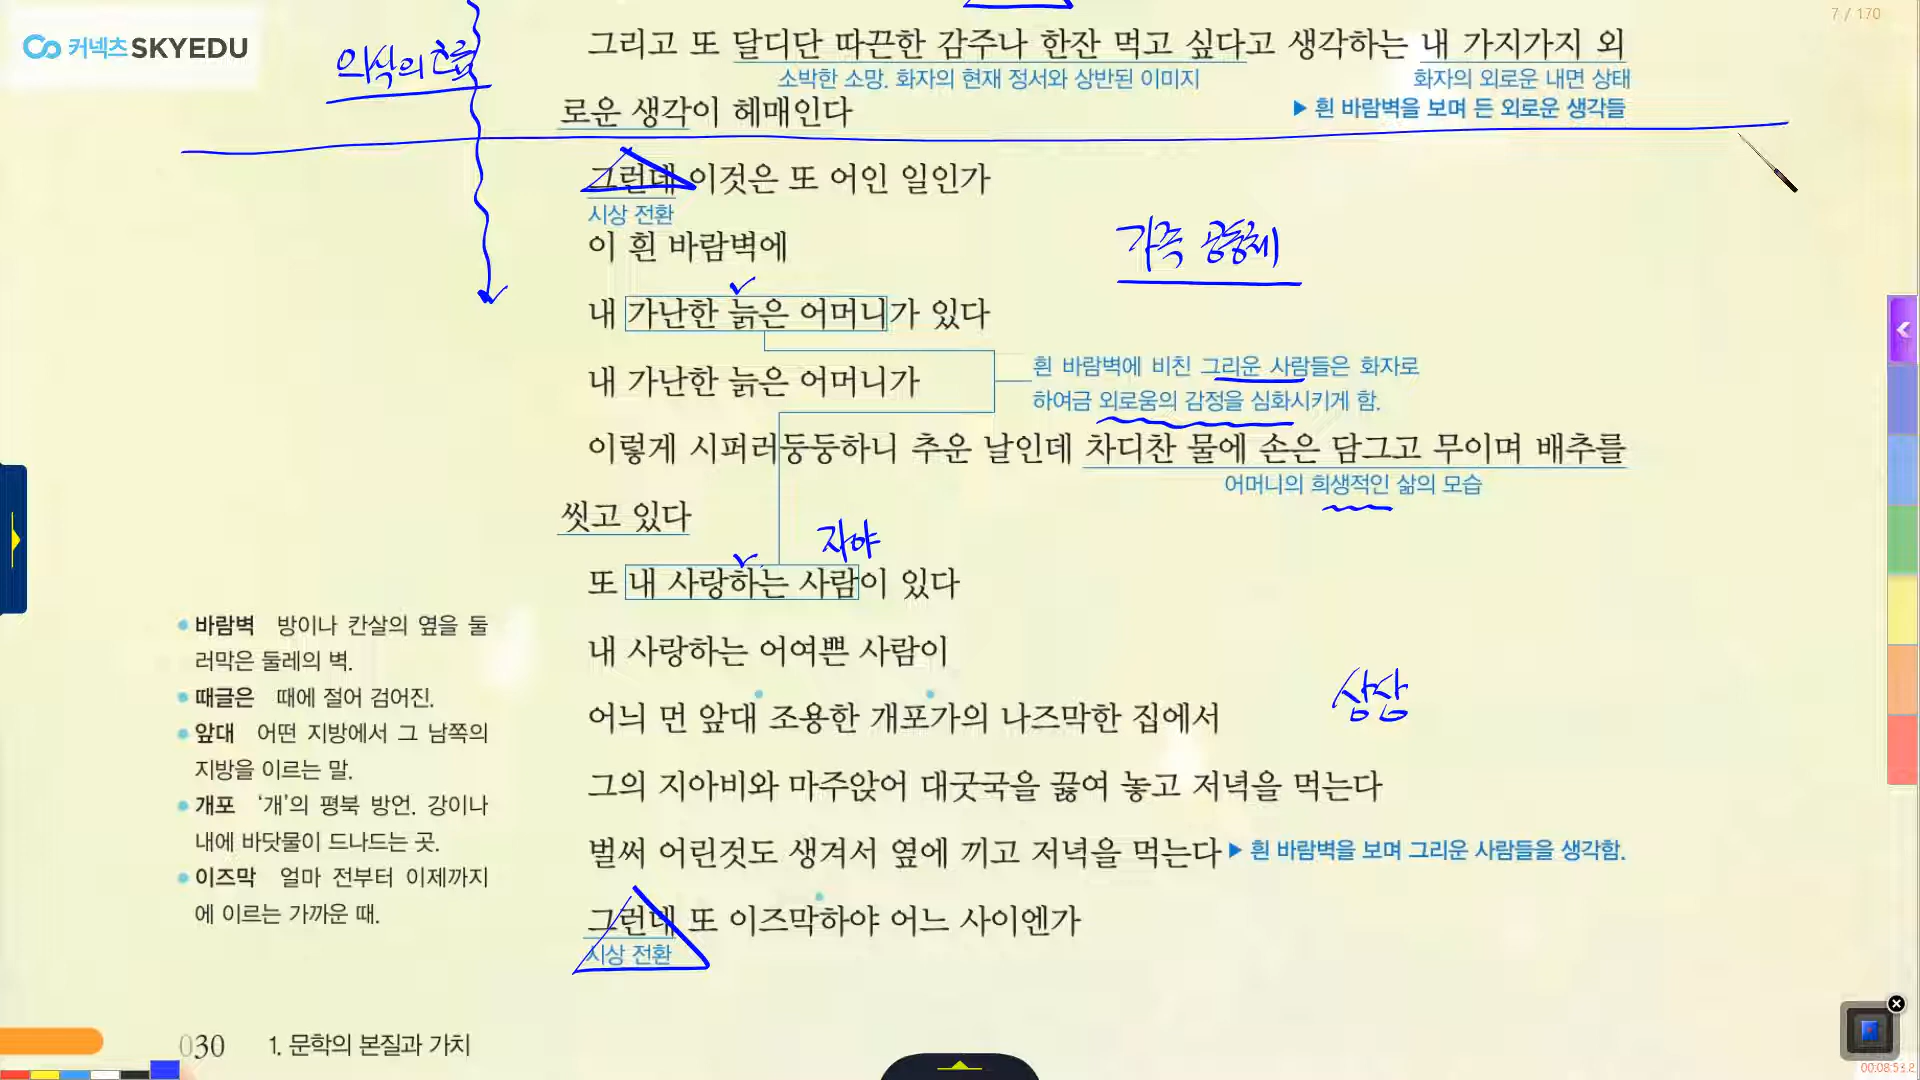 커넥츠 SKYEDU
7 / 170
의식의 흐름
그리고 또 달디단 따끈한 감주나 한잔 먹고 싶다고 생각하는 내 가지가지 외
소박한 소망. 화자의 현재 정서와 상반된 이미지
화자의 외로운 내면 상태
로운 생각이 헤매인다
▶ 흰 바람벽을 보며 든 외로운 생각들
그런데 이것은 또 어인 일인가
시상 전환
이 흰 바람벽에
가족 공동체
내 가난한 늙은 어머니가 있다
내 가난한 늙은 어머니가
흰 바람벽에 비친 그리운 사람들은 화자로
하여금 외로움의 감정을 심화시키게 함.
이렇게 시퍼러둥둥하니 추운 날인데 차디찬 물에 손은 담그고 무이며 배추를
어머니의 희생적인 삶의 모습
씻고 있다
자야
또 내 사랑하는 사람이 있다
내 사랑하는 어여쁜 사람이
어늬 먼 앞대 조용한 개포가의 나즈막한 집에서
상상
그의 지아비와 마주앉어 대굿국을 끓여 놓고 저녁을 먹는다
벌써 어린것도 생겨서 옆에 끼고 저녁을 먹는다
▶ 흰 바람벽을 보며 그리운 사람들을 생각함.
그런데 또 이즈막하야 어느 사이엔가
시상 전환
바람벽 방이나 칸살의 옆을 둘
러막은 둘레의 벽.
때글은 때에 절어 검어진.
앞대 어떤 지방에서 그 남쪽의
지방을 이르는 말.
개포 '개'의 평북 방언. 강이나
내에 바닷물이 드나드는 곳.
이즈막 얼마 전부터 이제까지
에 이르는 가까운 때.
030 1. 문학의 본질과 가치